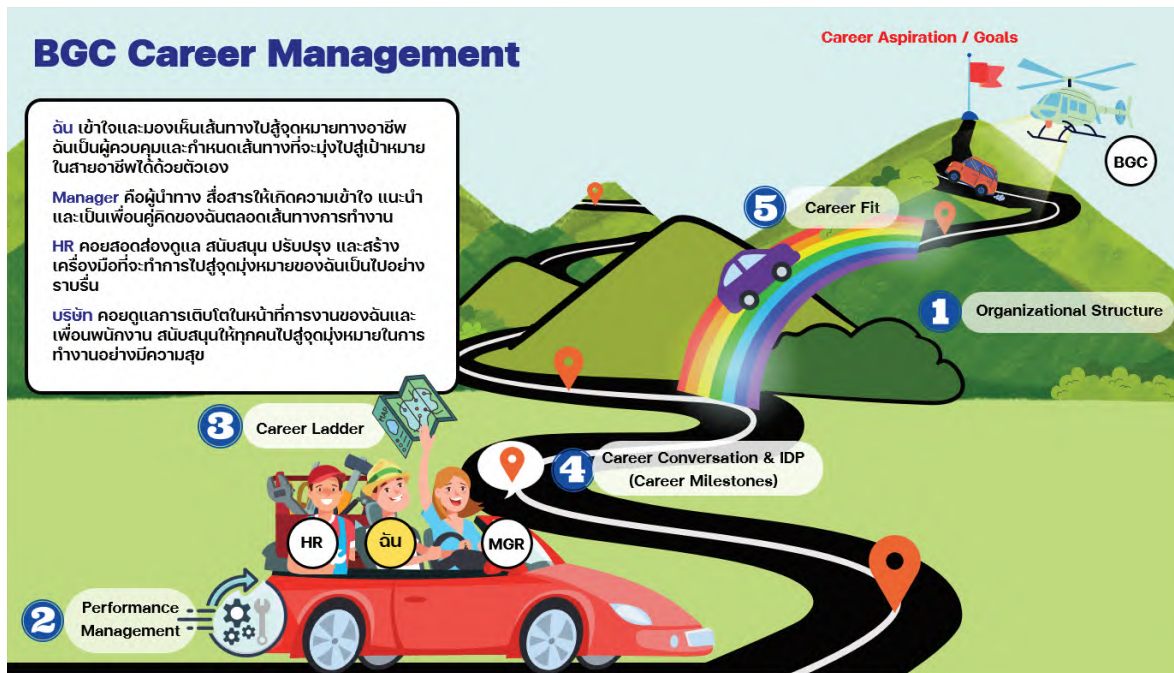 BGC Career Management
Career Aspiration / Goals
ฉัน เข้าใจและมองเห็นเส้นทางไปสู้จุดหมายทางอาชีพ
ฉันเป็นผู้ควบคุมและกำหนดเส้นทางที่จะมุ่งไปสู่เป้าหมาย
ในสายอาชีพได้ด้วยตัวเอง
Manager คือผู้นำทาง สื่อสารให้เกิดความเข้าใจ แนะนำ
และเป็นเพื่อนคู่คิดของฉันตลอดเส้นทางการทำงาน
HR คอยสอดส่องดูแล สนับสนุน ปรับปรุง และสร้าง
เครื่องมือที่จะทำการไปสู่จุดมุ่งหมายของฉันเป็นไปอย่าง
ราบรื่น
บริษัท คอยดูแลการเติบโตในหน้าที่การงานของฉันและ
เพื่อนพนักงาน สนับสนุนให้ทุกคนไปสู่จุดมุ่งหมายในการ
ทำงานอย่างมีความสุข
BGC
5 Career Fit
1 Organizational Structure
3 Career Ladder
MAP
4 Career Conversation & IDP
(Career Milestones)
HR
ฉัน
MGR
2 Performance
Management